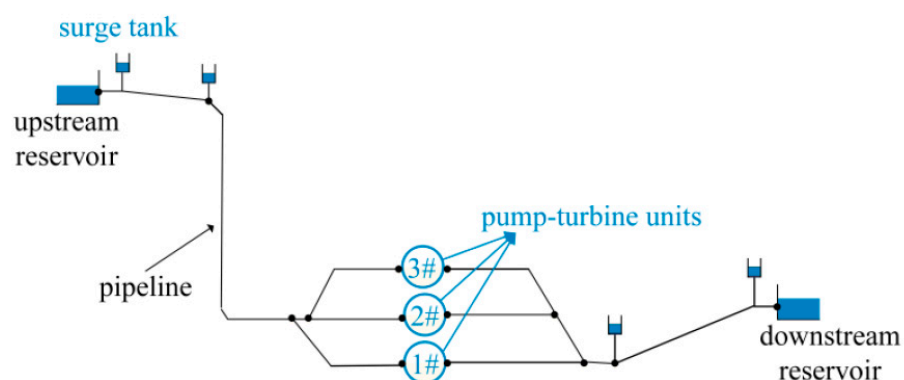 surge tank
upstream
reservoir
pump-turbine units
pipeline
3#
2#
1#
downstream
reservoir